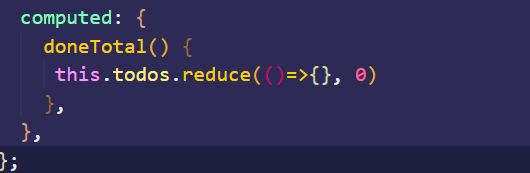 computed: {
doneTotal() {
this.todos.reduce(()=>{}, 0)
},
},
};